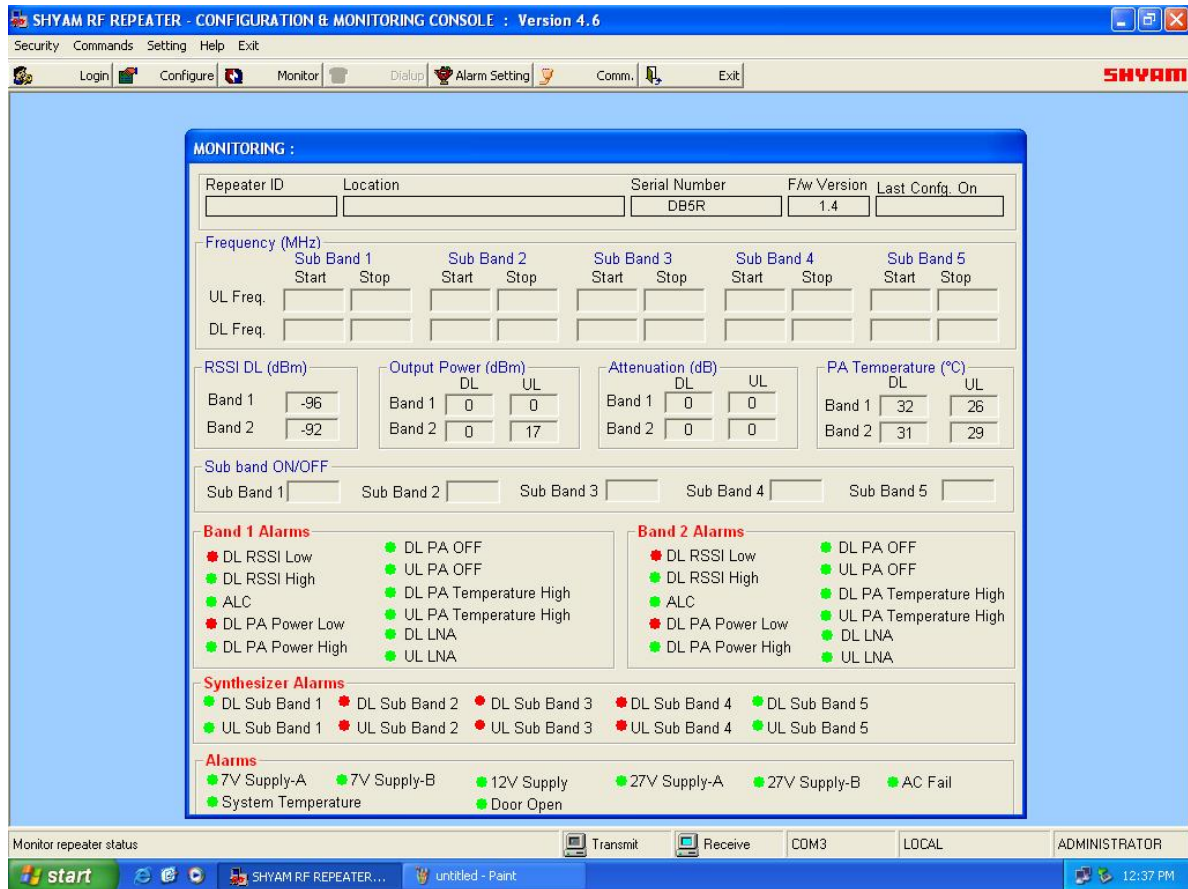 SHYAM RF REPEATER - CONFIGURATION & MONITORING CONSOLE : Version 4.6
Security Commands Setting Help Exit
Login Configure Monitor Dialup Alarm Setting Comm. Exit SHYAM
MONITORING :
Repeater ID Location Serial Number F/w Version Last Confq. On
DB5R 1.4
Frequency (MHz)
Sub Band 1 Sub Band 2 Sub Band 3 Sub Band 4 Sub Band 5
Start Stop Start Stop Start Stop Start Stop Start Stop
UL Freq.
DL Freq.
RSSI DL (dBm) Output Power (dBm) Attenuation (dB) PA Temperature (°C)
DL UL DL UL DL UL
Band 1 -96 Band 1 0 0 Band 1 0 0 Band 1 32 26
Band 2 -92 Band 2 0 17 Band 2 0 0 Band 2 31 29
Sub band ON/OFF
Sub Band 1 Sub Band 2 Sub Band 3 Sub Band 4 Sub Band 5
Band 1 Alarms Band 2 Alarms
DL RSSI Low DL PA OFF DL RSSI Low DL PA OFF
DL RSSI High UL PA OFF DL RSSI High UL PA OFF
ALC DL PA Temperature High ALC DL PA Temperature High
DL PA Power Low UL PA Temperature High DL PA Power Low UL PA Temperature High
DL PA Power High DL LNA DL PA Power High DL LNA
UL LNA UL LNA
Synthesizer Alarms
DL Sub Band 1 DL Sub Band 2 DL Sub Band 3 DL Sub Band 4 DL Sub Band 5
UL Sub Band 1 UL Sub Band 2 UL Sub Band 3 UL Sub Band 4 UL Sub Band 5
Alarms
7V Supply-A 7V Supply-B 12V Supply 27V Supply-A 27V Supply-B AC Fail
System Temperature Door Open
Monitor repeater status Transmit Receive COM3 LOCAL ADMINISTRATOR
start SHYAM RF REPEATER... untitled - Paint 12:37 PM